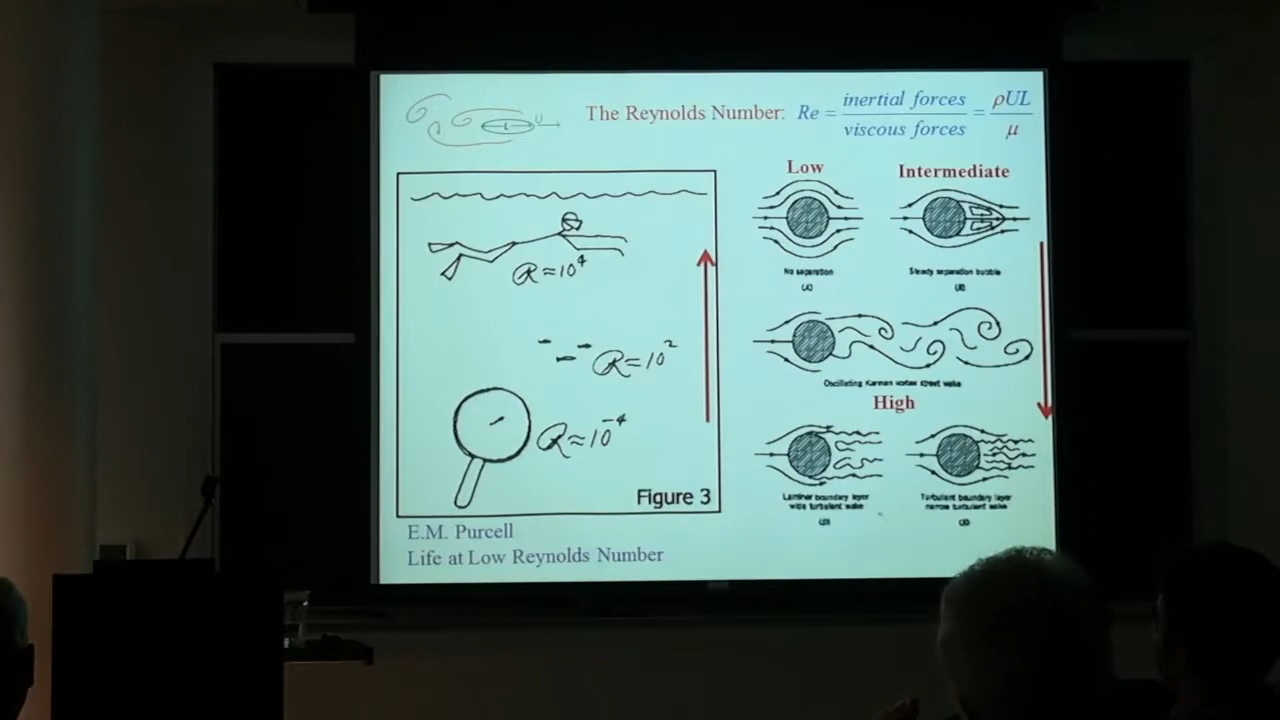 The Reynolds Number: Re = inertial forces / viscous forces = ρUL / μ
L U
Low
Intermediate
R≈10⁴
No separation
Steady separation bubble
(A)
(B)
R≈10²
Oscillating Karman vortex street wake
High
R≈10⁻⁴
Figure 3
Laminar boundary layer
wide turbulent wake
(D)
Turbulent boundary layer
narrow turbulent wake
E.M. Purcell
Life at Low Reynolds Number